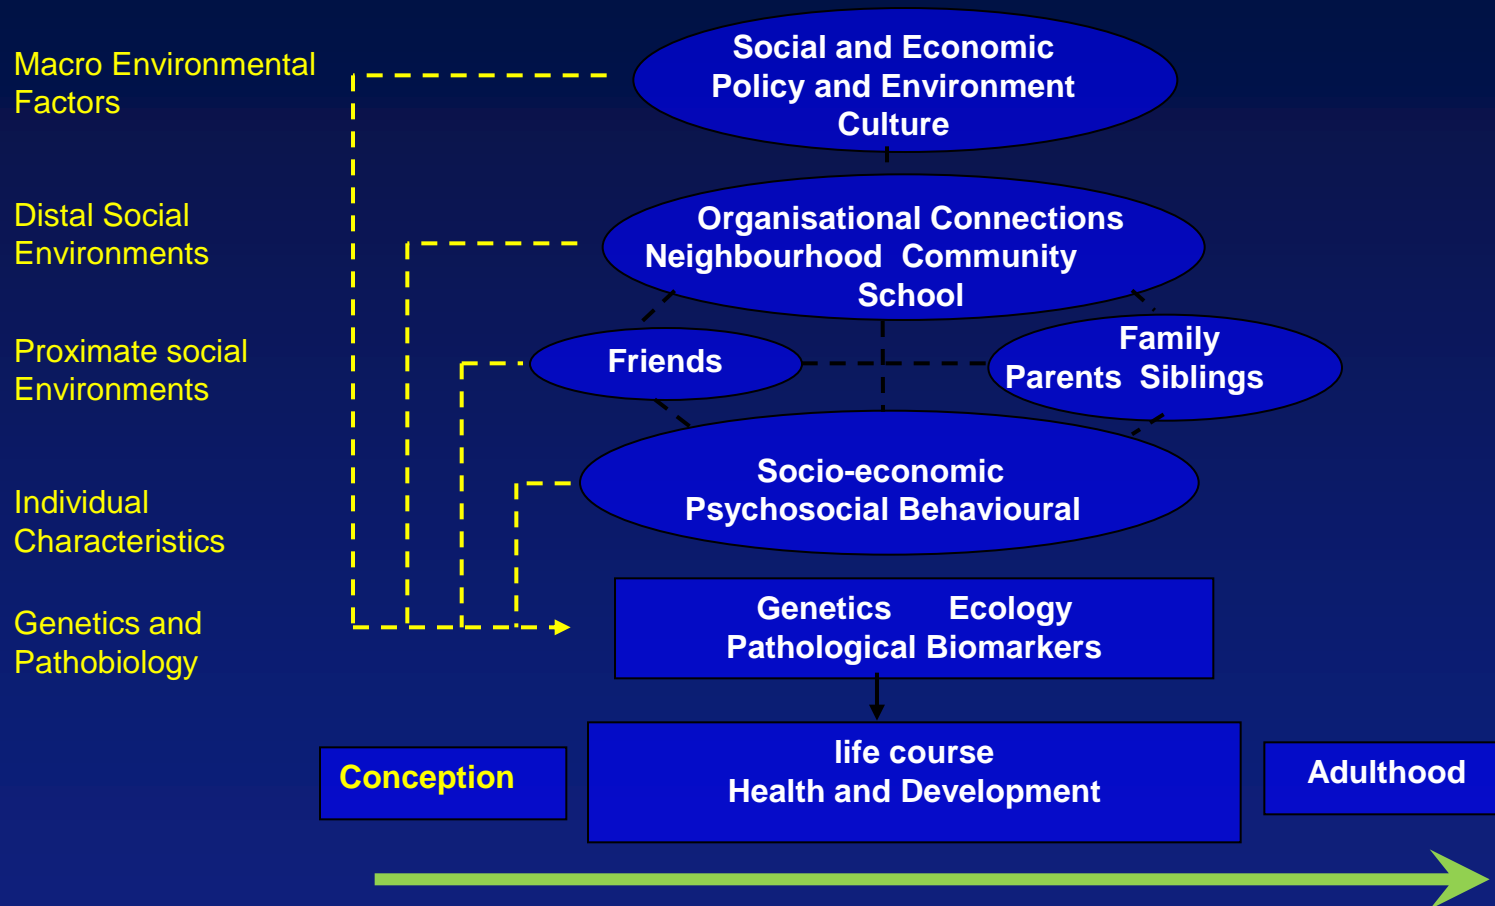 Macro Environmental
Factors
Social and Economic
Policy and Environment
Culture
Distal Social
Environments
Organisational Connections
Neighbourhood Community
School
Proximate social
Environments
Friends
Family
Parents Siblings
Individual
Characteristics
Socio-economic
Psychosocial Behavioural
Genetics and
Pathobiology
Genetics Ecology
Pathological Biomarkers
Conception
life course
Health and Development
Adulthood